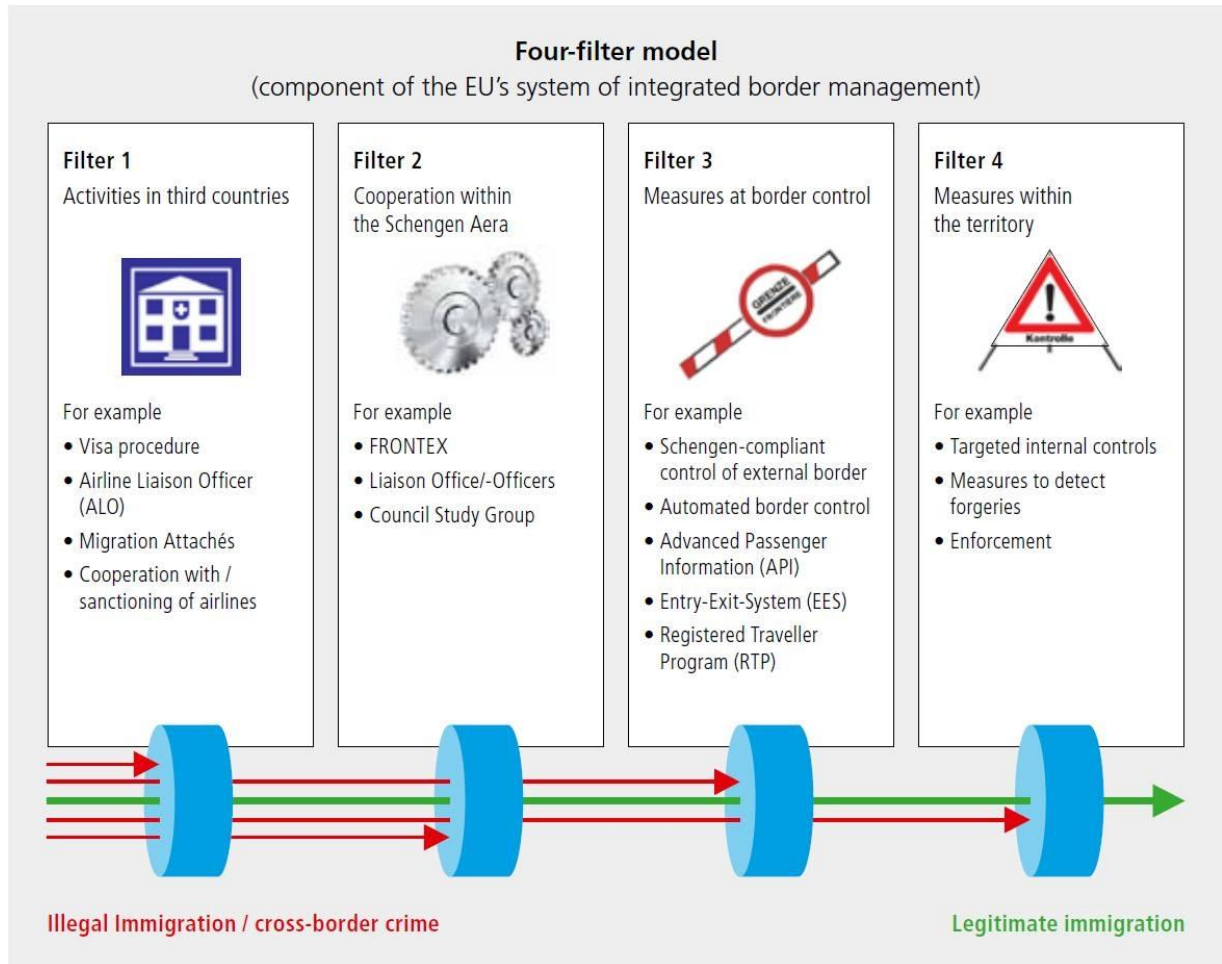 Four-filter model
(component of the EU's system of integrated border management)
Filter 1
Activities in third countries
For example
• Visa procedure
• Airline Liaison Officer
(ALO)
• Migration Attachés
• Cooperation with /
sanctioning of airlines
Filter 2
Cooperation within
the Schengen Aera
For example
• FRONTEX
• Liaison Office/-Officers
• Council Study Group
Filter 3
Measures at border control
GRENZE
FRONTIERE
For example
• Schengen-compliant
control of external border
• Automated border control
• Advanced Passenger
Information (API)
• Entry-Exit-System (EES)
• Registered Traveller
Program (RTP)
Filter 4
Measures within
the territory
Kontrolle
For example
• Targeted internal controls
• Measures to detect
forgeries
• Enforcement
Illegal Immigration / cross-border crime
Legitimate immigration